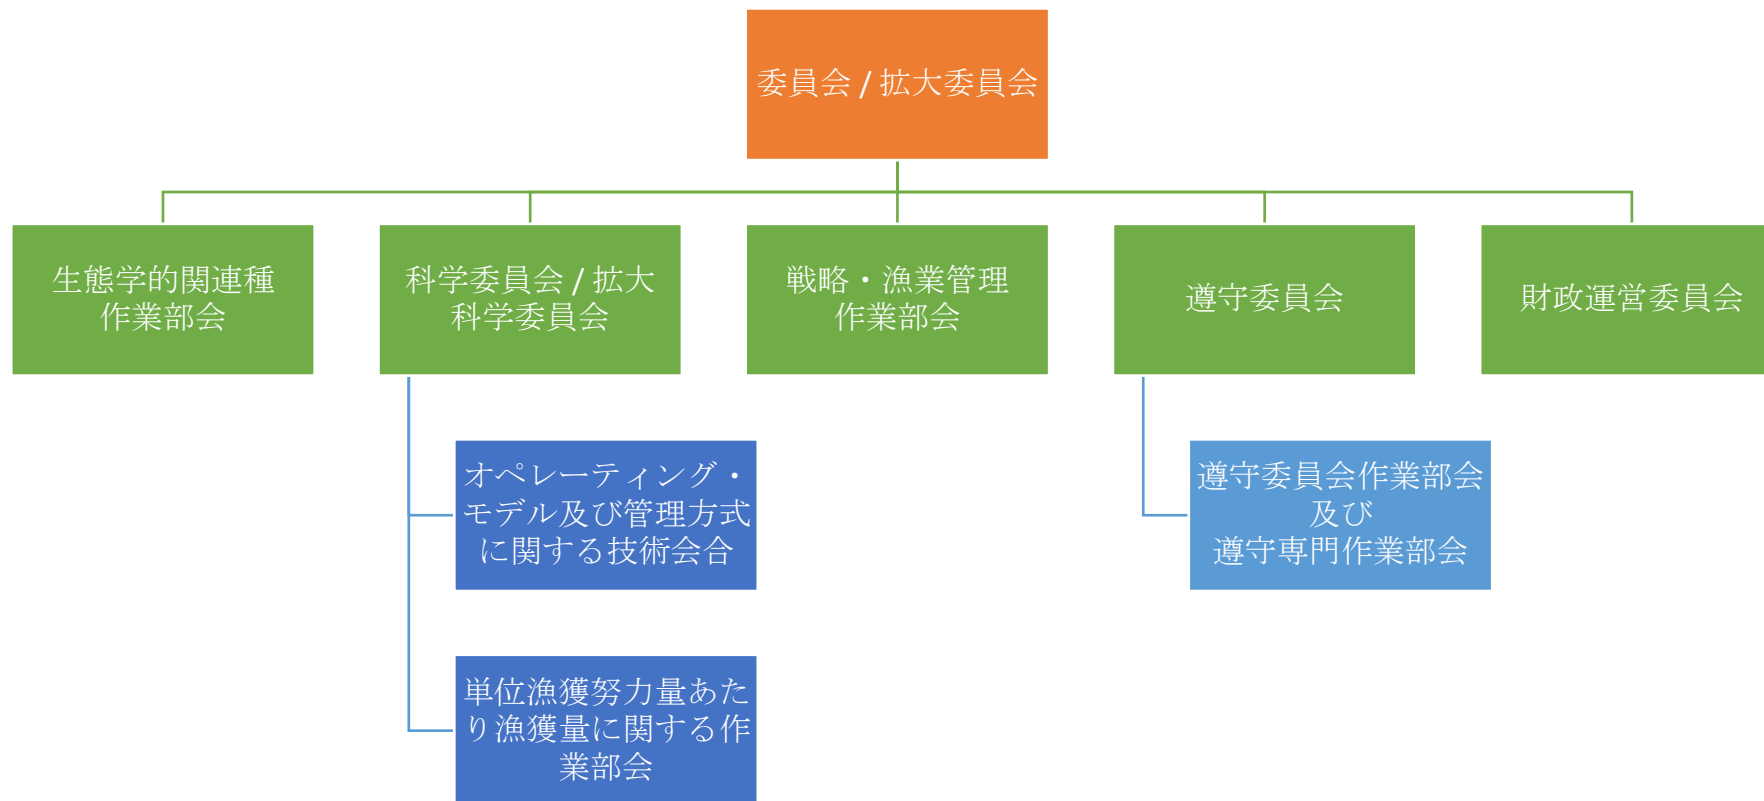 委員会 / 拡大委員会
生態学的関連種
作業部会
科学委員会 / 拡大
科学委員会
戦略・漁業管理
作業部会
遵守委員会
財政運営委員会
オペレーティング・
モデル及び管理方式
に関する技術会合
遵守委員会作業部会
及び
遵守専門作業部会
単位漁獲努力量あた
り漁獲量に関する作
業部会